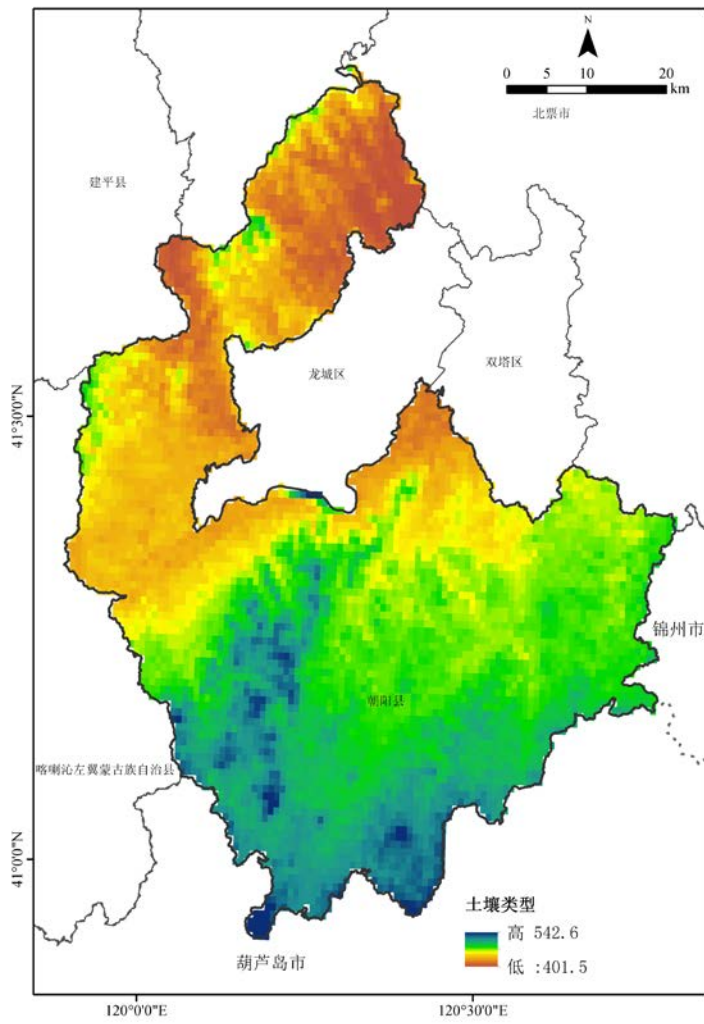 N
0 5 10 20
km
北票市
建平县
龙城区
双塔区
41°30'0"N
锦州市
朝阳县
喀喇沁左翼蒙古族自治县
41°0'0"N
土壤类型
高 542.6
低 :401.5
葫芦岛市
120°0'0"E
120°30'0"E